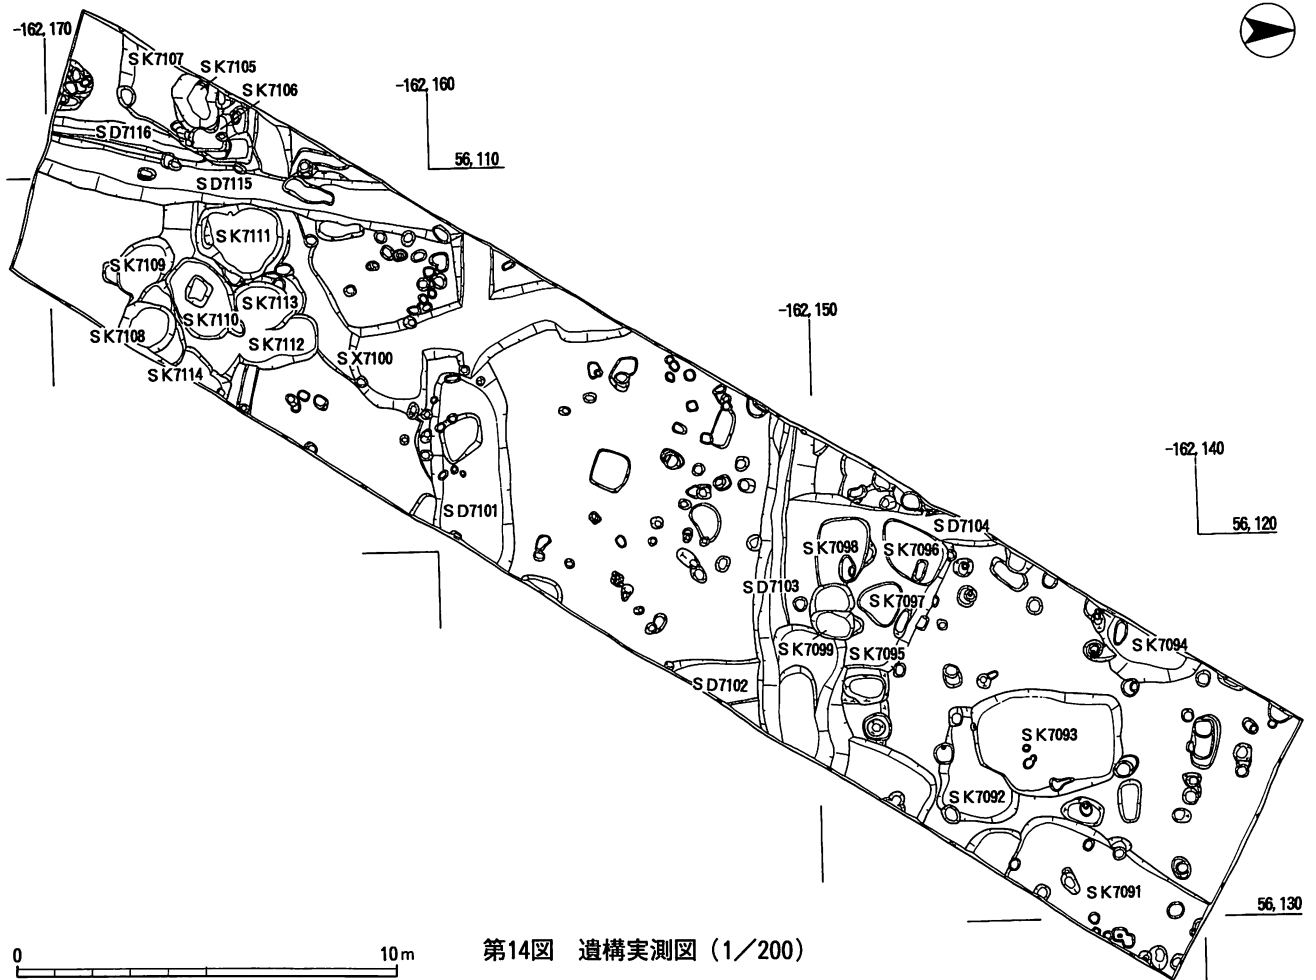 -162,170
SK7107
SK7105
SK7106
-162,160
SD7116
56,110
SD7115
SK7111
SK7109
SK7113
SK7110
SK7108
SK7112
SX7100
SK7114
-162,150
-162,140
SD7101
SD7104
56,120
SK7098
SK7096
SD7103
SK7097
SK7099
SK7095
SK7094
SD7102
SK7093
SK7092
SK7091
56,130
0
10m
第14図 遺構実測図（1／200）